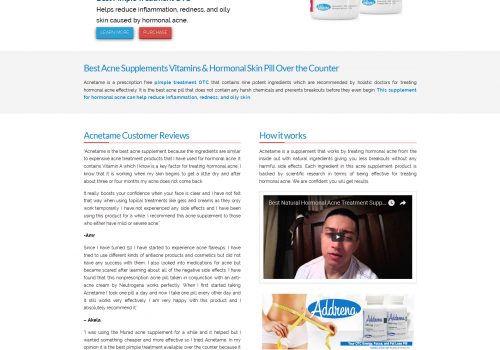 Best Pimple Treatment OTC
Helps reduce inflammation, redness, and oily
skin caused by hormonal acne.
LEARN MORE
PURCHASE
Best Acne Supplements Vitamins & Hormonal Skin Pill Over the Counter
Acnetame is a prescription free pimple treatment OTC that contains nine potent ingredients which are recommended by holistic doctors for treating
hormonal acne effectively. It is the best acne pill that does not contain any harsh chemicals and prevents breakouts before they even begin. This supplement
for hormonal acne can help reduce inflammation, redness, and oily skin.
Acnetame Customer Reviews
"Acnetame is the best acne supplement because the ingredients are similar
to expensive acne treatment products that I have used for hormonal acne. It
contains Vitamin A which I know is a key factor for treating hormonal acne. I
know that it is working when my skin begins to get a little dry and after
about three or four months my acne does not come back.
It really boosts your confidence when your face is clear and I have not felt
that way when using topical treatments like gels and creams as they only
work temporarily. I have not experienced any side effects and I have been
using this product for a while. I recommend this acne supplement to those
who either have mild or severe acne."
-Amr
Since I have turned 50 I have started to experience acne flareups. I have
tried to use different kinds of antiacne products and cosmetics but did not
have any success with them. I also looked into medications for acne but
became scared after learning about all of the negative side effects. I have
found that this nonprescription acne pill taken in conjunction with an anti-
acne cream by Neutrogena works perfectly. When I first started taking
Acnetame I took one pill a day and now I take one pill every other day and
it still works very effectively. I am very happy with this product and I
absolutely recommend it."
– Akela
"I was using the Murad acne supplement for a while and it helped but I
wanted something cheaper and more effective so I tried Acnetame. In my
opinion it is the best pimple treatment available over the counter because it
How it works
Acnetame is a supplement that works by treating hormonal acne from the
inside out with natural ingredients giving you less breakouts without any
harmful side effects. Each ingredient in this acne supplement product is
backed by scientific research in terms of being effective for treating
hormonal acne. We are confident you will get results.
Best Natural Hormonal Acne Treatment Supp...
Addrena
Your OTC Energy, Focus, and Fat Loss Pill